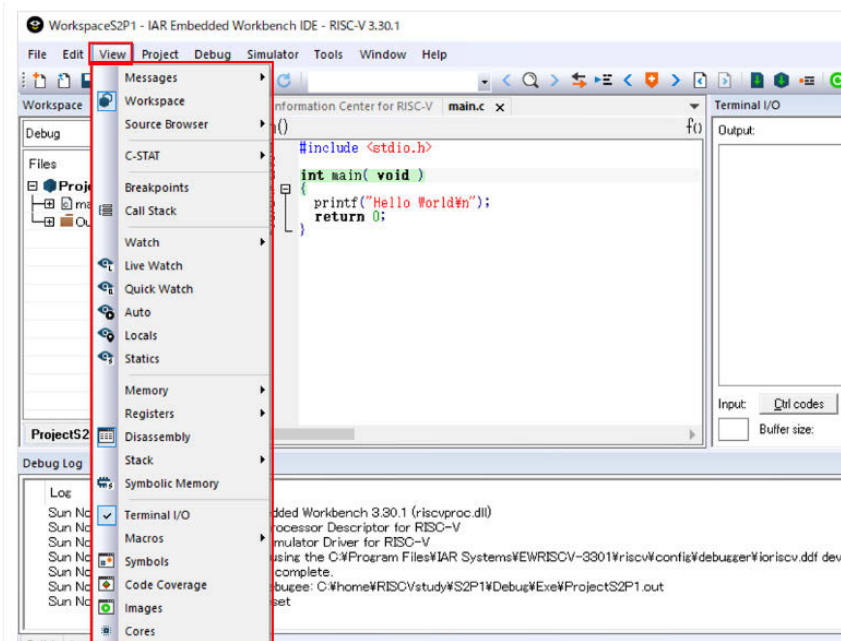 WorkspaceS2P1 - IAR Embedded Workbench IDE - RISC-V 3.30.1
File Edit View Project Debug Simulator Tools Window Help
Workspace
Debug
Files
ProjectS2
Messages
Workspace
Source Browser
C-STAT
Breakpoints
Call Stack
Watch
Live Watch
Quick Watch
Auto
Locals
Statics
Memory
Registers
Disassembly
Stack
Symbolic Memory
Terminal I/O
Macros
Symbols
Code Coverage
Images
Cores
nformation Center for RISC-V main.c x
f()
#include <stdio.h>
int main( void )
{
printf("Hello World¥n");
return 0;
}
Terminal I/O
Output:
Input: Ctrl codes
Buffer size:
Debug Log
Log
Sun No dded Workbench 3.30.1 (riscvproc.dll)
Sun No rocessor Descriptor for RISC-V
Sun No mulator Driver for RISC-V
Sun No using the C:¥Program Files¥IAR Systems¥EWRISCV-3301¥riscv¥config¥debugger¥ioriscv.ddf dev
Sun No complete.
Sun No bugee: C:¥home¥RISCVstudy¥S2P1¥Debug¥Exe¥ProjectS2P1.out
Sun No set